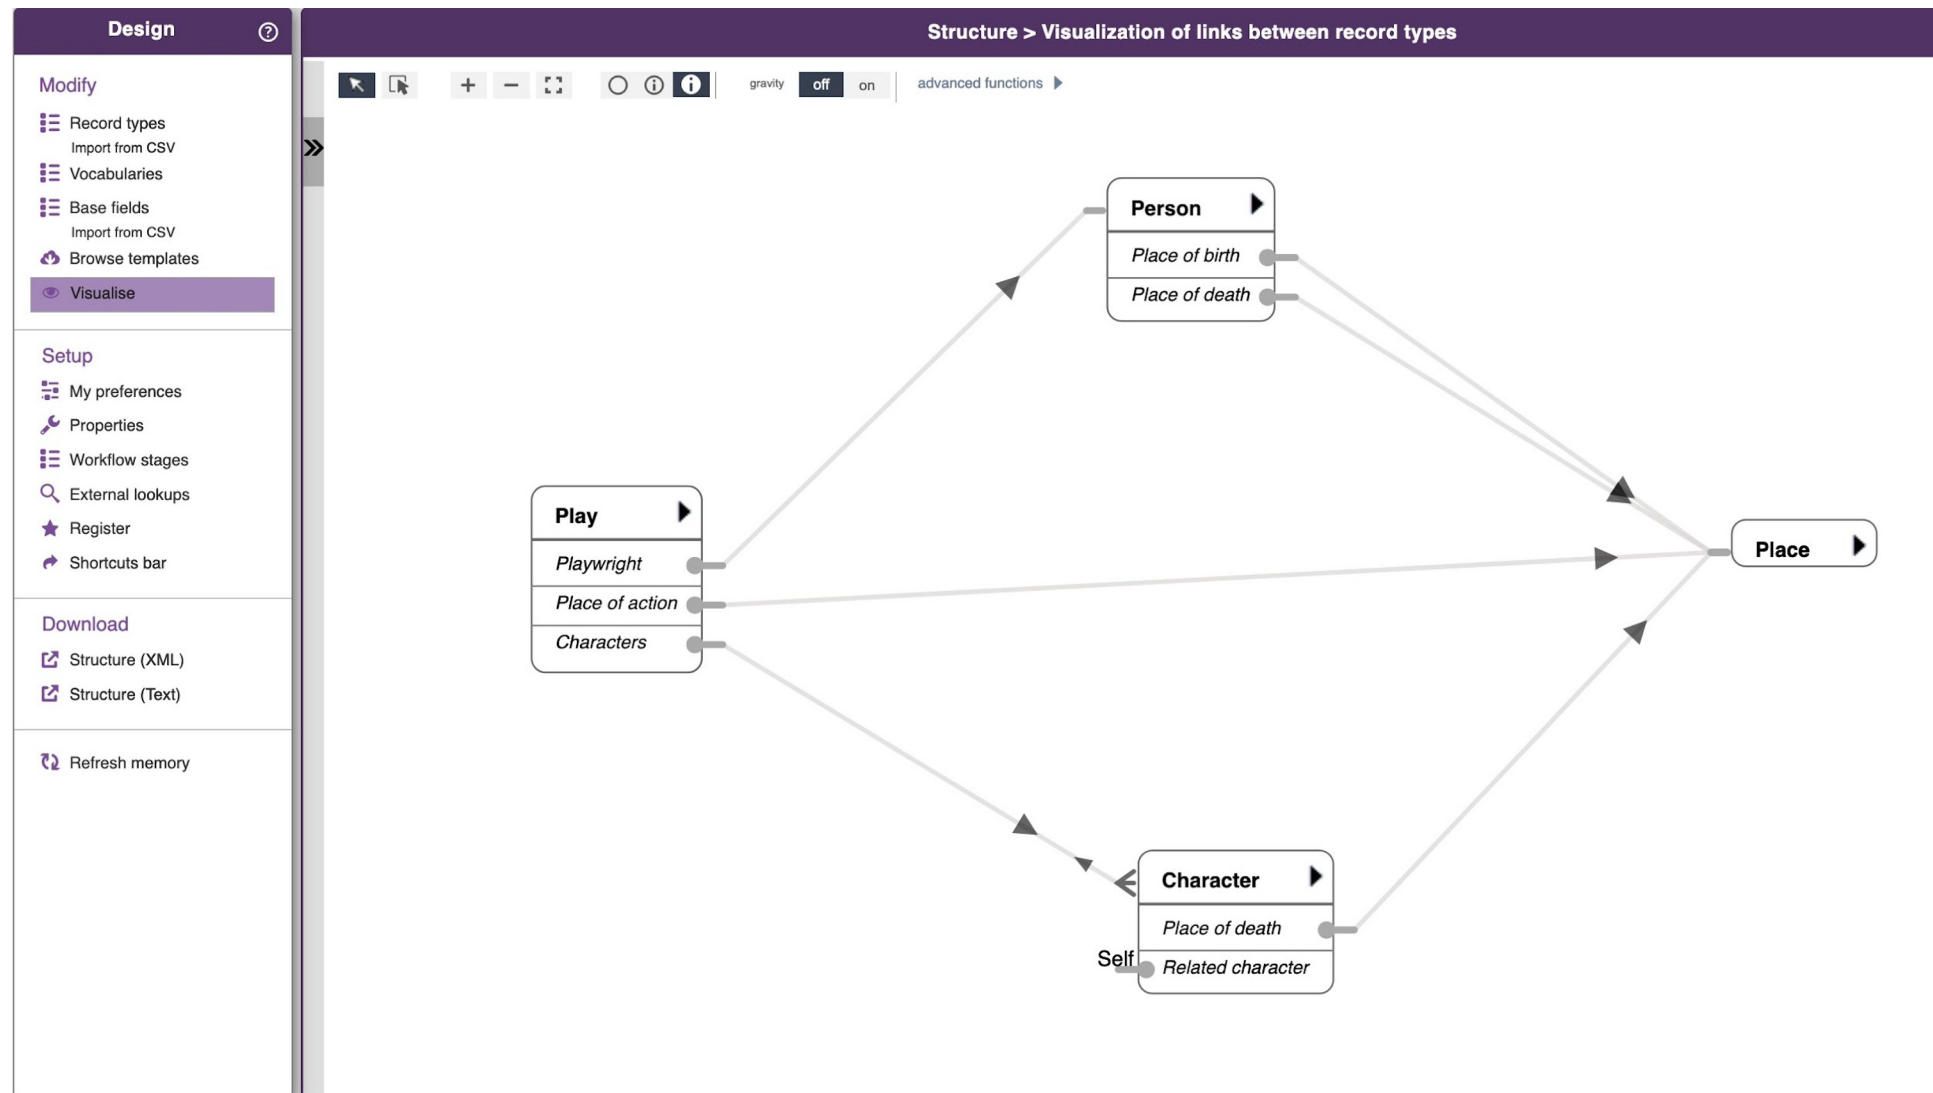 Design
Structure > Visualization of links between record types
Modify
Record types
Import from CSV
Vocabularies
Base fields
Import from CSV
Browse templates
Visualise
Setup
My preferences
Properties
Workflow stages
External lookups
Register
Shortcuts bar
Download
Structure (XML)
Structure (Text)
Refresh memory
gravity off on advanced functions
Person
Place of birth
Place of death
Play
Playwright
Place of action
Characters
Place
Character
Place of death
Self
Related character